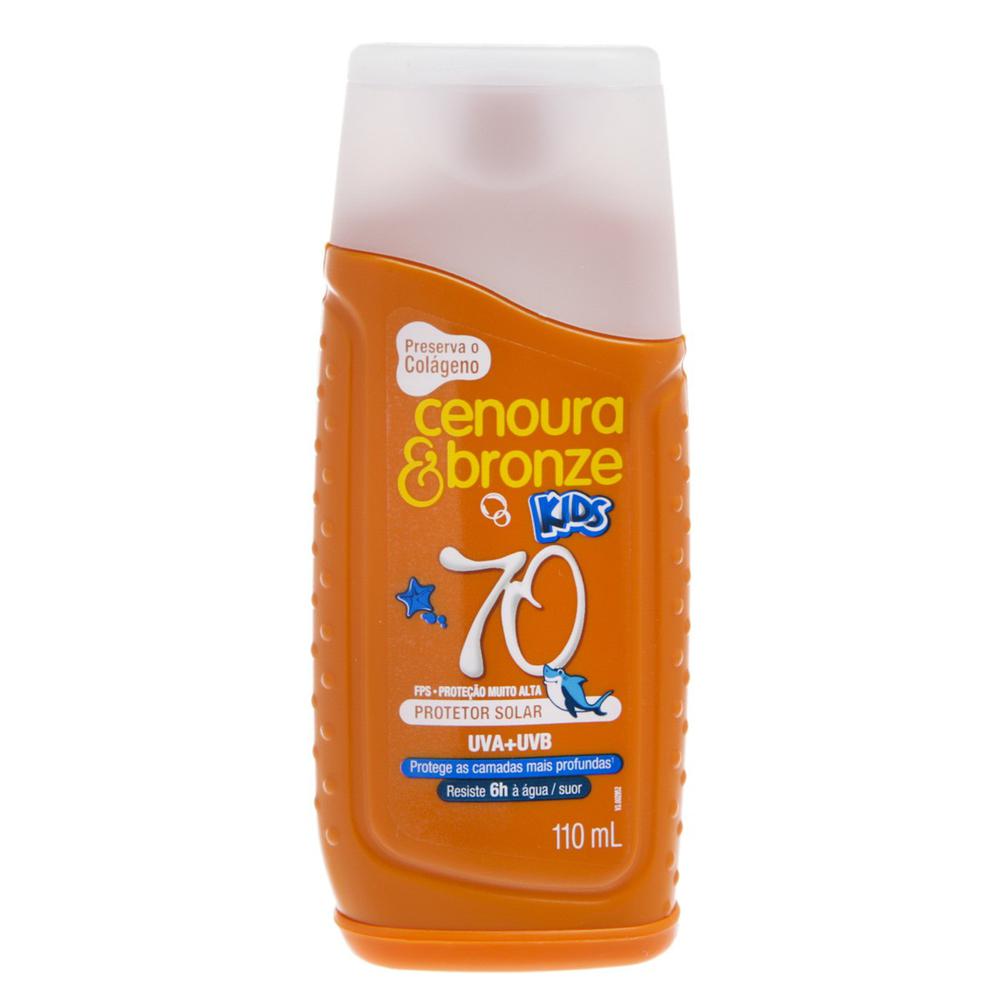 Preserva o
Colágeno
cenoura
&bronze
KIDS
70
FPS • PROTEÇÃO MUITO ALTA
PROTETOR SOLAR
UVA+UVB
Protege as camadas mais profundas¹
Resiste 6h à água / suor
110 mL